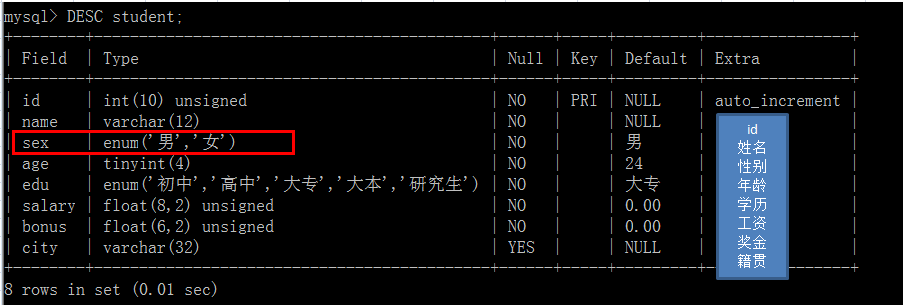 mysql> DESC student;
+--------+---------------------------------------+------+-----+---------+----------------+
| Field | Type | Null | Key | Default | Extra |
+--------+---------------------------------------+------+-----+---------+----------------+
| id | int(10) unsigned | NO | PRI | NULL | auto_increment |
| name | varchar(12) | NO | | NULL | |
| sex | enum('男','女') | NO | | 男 | |
| age | tinyint(4) | NO | | 24 | |
| edu | enum('初中','高中','大专','大本','研究生') | NO | | 大专 | |
| salary | float(8,2) unsigned | NO | | 0.00 | |
| bonus | float(6,2) unsigned | NO | | 0.00 | |
| city | varchar(32) | YES | | NULL | |
+--------+---------------------------------------+------+-----+---------+----------------+
8 rows in set (0.01 sec)
id
姓名
性别
年龄
学历
工资
奖金
籍贯